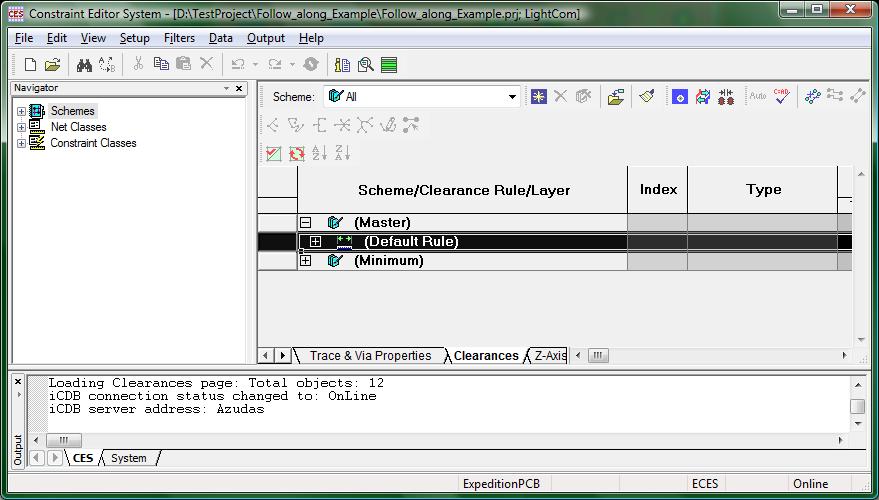 CES Constraint Editor System - [D:\TestProject\Follow_along_Example\Follow_along_Example.prj; LightCom]
File Edit View Setup Filters Data Output Help
Navigator
Schemes
Net Classes
Constraint Classes
Scheme: All
Auto
Scheme/Clearance Rule/Layer Index Type
(Master)
(Default Rule)
(Minimum)
Trace & Via Properties Clearances Z-Axis
Output
Loading Clearances page: Total objects: 12
iCDB connection status changed to: OnLine
iCDB server address: Azudas
CES System
ExpeditionPCB ECES Online